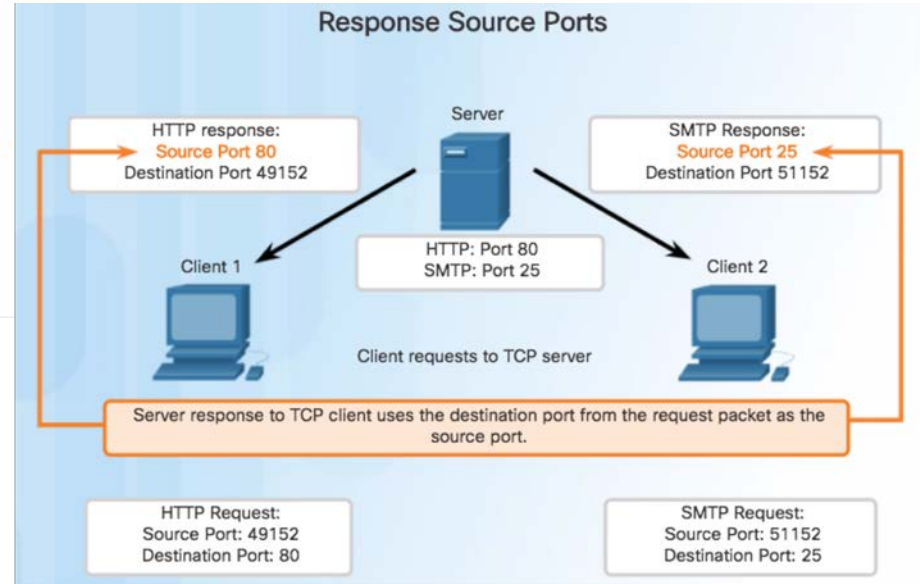 Response Source Ports
Server
HTTP response:
Source Port 80
Destination Port 49152
SMTP Response:
Source Port 25
Destination Port 51152
HTTP: Port 80
SMTP: Port 25
Client 1
Client 2
Client requests to TCP server
Server response to TCP client uses the destination port from the request packet as the
source port.
HTTP Request:
Source Port: 49152
Destination Port: 80
SMTP Request:
Source Port: 51152
Destination Port: 25